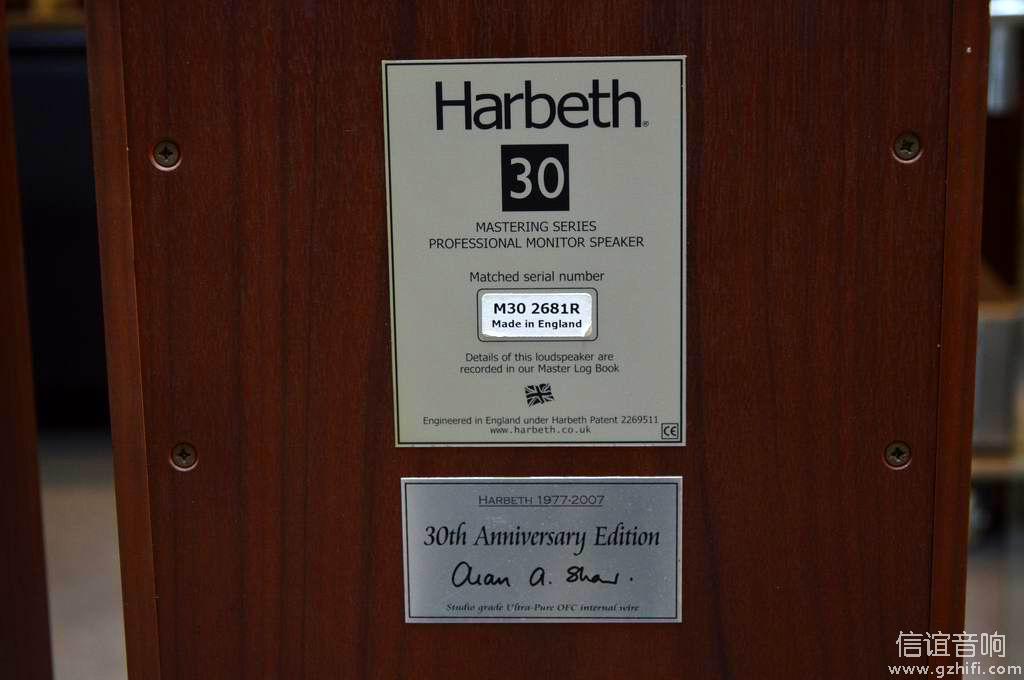 Harbeth®
30
MASTERING SERIES
PROFESSIONAL MONITOR SPEAKER
Matched serial number
M30 2681R
Made in England
Details of this loudspeaker are
recorded in our Master Log Book
Engineered in England under Harbeth Patent 2269511
www.harbeth.co.uk
CE
HARBETH 1977-2007
30th Anniversary Edition
Alan A. Shaw.
Studio grade Ultra-Pure OFC internal wire
信谊音响
www.gzhifi.com